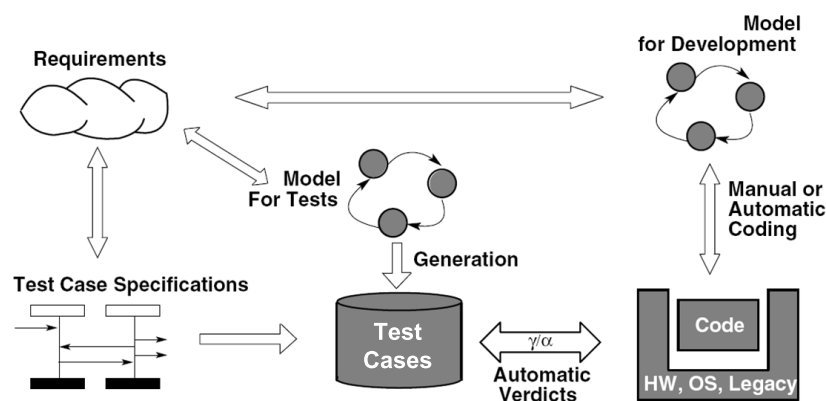 Model
for Development
Requirements
Model
For Tests
Manual or
Automatic
Coding
Generation
Test Case Specifications
Test
Cases
γ/α
Automatic
Verdicts
Code
HW, OS, Legacy